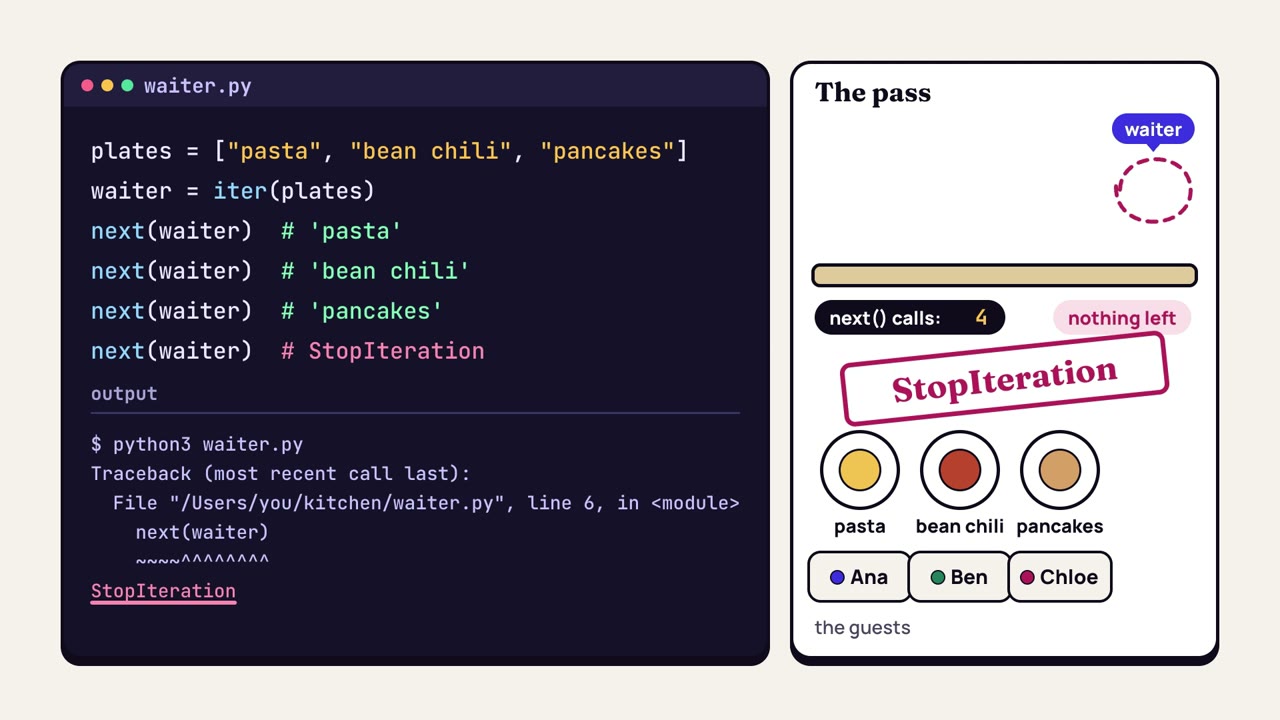 waiter.py
plates = ["pasta", "bean chili", "pancakes"]
waiter = iter(plates)
next(waiter)  # 'pasta'
next(waiter)  # 'bean chili'
next(waiter)  # 'pancakes'
next(waiter)  # StopIteration
output
$ python3 waiter.py
Traceback (most recent call last):
  File "/Users/you/kitchen/waiter.py", line 6, in <module>
    next(waiter)
    ~~~~^^^^^^^^
StopIteration
The pass
waiter
next() calls: 4
nothing left
StopIteration
pasta bean chili pancakes
Ana Ben Chloe
the guests